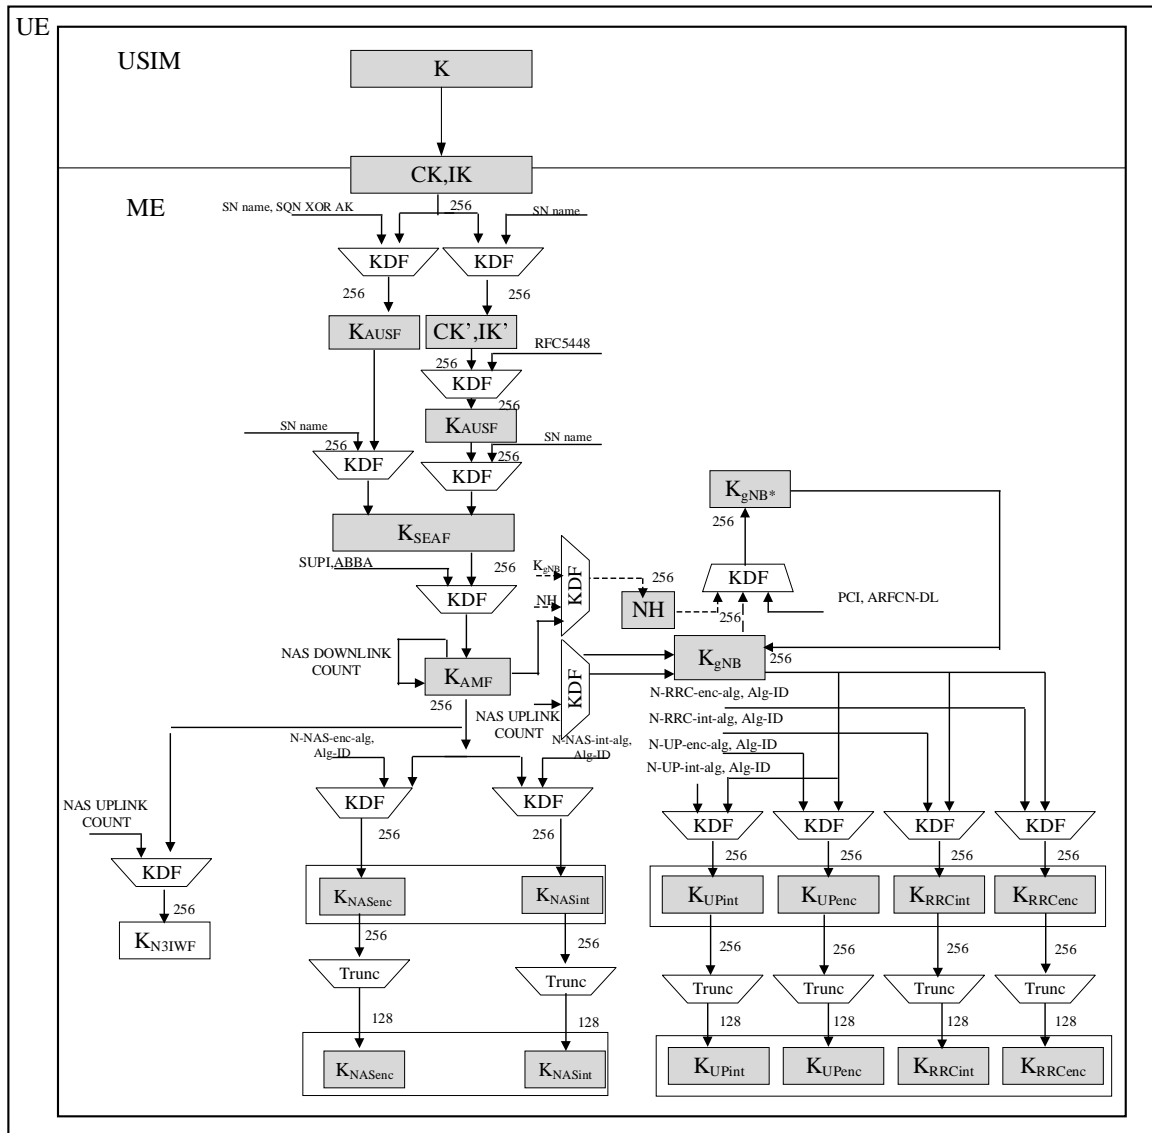 UE
USIM
K
CK,IK
ME
256
SN name, SQN XOR AK
SN name
KDF
KDF
256
256
KAUSF
CK',IK'
RFC5448
256
KDF
256
KAUSF
SN name
SN name
256
256
KDF
KDF
KgNB*
256
KSEAF
SUPI,ABBA
256
KgNB
KDF
256
KDF
KDF
NH
NH
PCI, ARFCN-DL
256
NAS DOWNLINK
COUNT
KAMF
KgNB
256
256
KDF
N-RRC-enc-alg, Alg-ID
NAS UPLINK
COUNT
N-RRC-int-alg, Alg-ID
N-NAS-enc-alg,
Alg-ID
N-NAS-int-alg,
Alg-ID
N-UP-enc-alg, Alg-ID
N-UP-int-alg, Alg-ID
NAS UPLINK
COUNT
KDF
KDF
KDF
KDF
KDF
KDF
256
256
256
256
256
256
KDF
256
KNASenc
KNASint
KUPint
KUPenc
KRRCint
KRRCenc
KN3IWF
256
256
256
256
256
256
Trunc
Trunc
Trunc
Trunc
Trunc
Trunc
128
128
128
128
128
128
KNASenc
KNASint
KUPint
KUPenc
KRRCint
KRRCenc